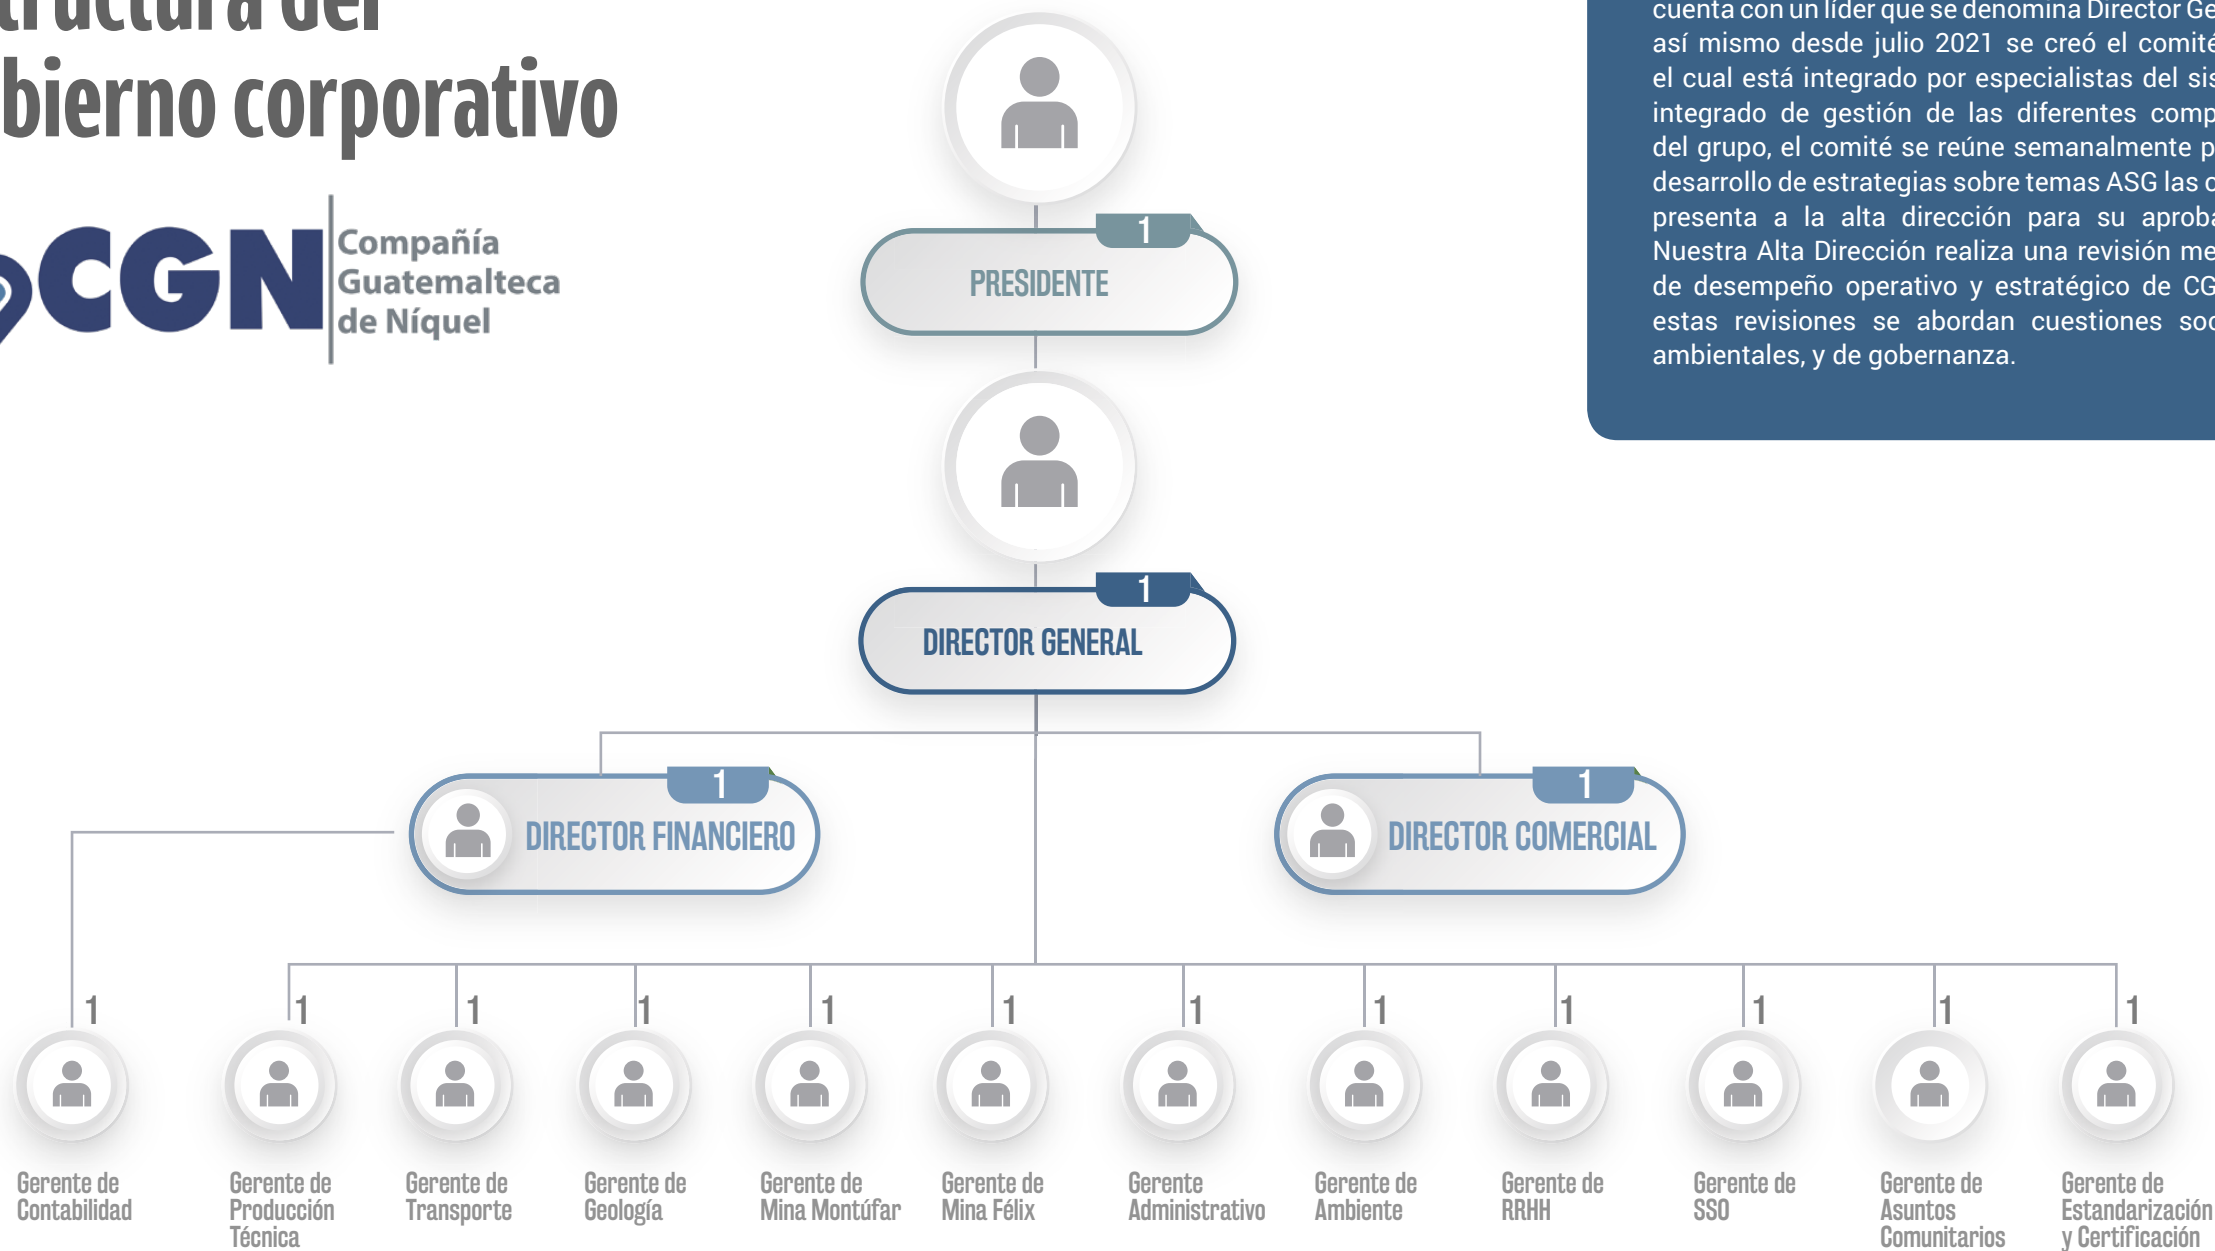 tructura del
bierno corporativo
CGN
Compañía
Guatemalteca
de Níquel
cuenta con un líder que se denomina Director Ge
así mismo desde julio 2021 se creó el comité
el cual está integrado por especialistas del sis
integrado de gestión de las diferentes comp
del grupo, el comité se reúne semanalmente p
desarrollo de estrategias sobre temas ASG las c
presenta a la alta dirección para su aproba
Nuestra Alta Dirección realiza una revisión me
de desempeño operativo y estratégico de CG
estas revisiones se abordan cuestiones soc
ambientales, y de gobernanza.
1
PRESIDENTE
1
DIRECTOR GENERAL
1
DIRECTOR FINANCIERO
1
DIRECTOR COMERCIAL
1
Gerente de
Contabilidad
1
Gerente de
Producción
Técnica
1
Gerente de
Transporte
1
Gerente de
Geología
1
Gerente de
Mina Montúfar
1
Gerente de
Mina Félix
1
Gerente
Administrativo
1
Gerente de
Ambiente
1
Gerente de
RRHH
1
Gerente de
SSO
1
Gerente de
Asuntos
Comunitarios
1
Gerente de
Estandarización
y Certificación